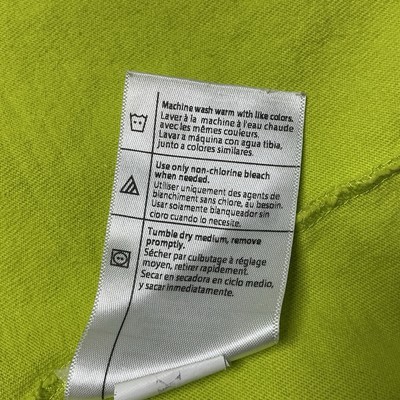 Machine wash warm with like colors.
Laver à la machine à l'eau chaude
avec les mêmes couleurs.
Lavar a máquina con agua tibia,
junto a colores similares.
Use only non-chlorine bleach
when needed.
Utiliser uniquement des agents de
blanchiment sans chlore, au besoin.
Usar solamente blanqueador sin
cloro cuando lo necesite.
Tumble dry medium, remove
promptly.
Sécher par culbutage à réglage
moyen, retirer rapidement.
Secar en secadora en ciclo medio,
y sacar inmediatamente.